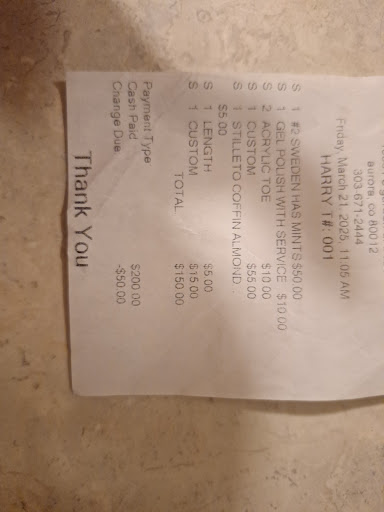 aurora, co 80012
303-671-2444
Friday, March 21, 2025, 11:05 AM
HARRY T#: 001
S 1 #2 SWEDEN HAS MINTS $50.00
S 1 GEL POLISH WITH SERVICE $10.00
S 2 ACRYLIC TOE $10.00
S 1 CUSTOM $55.00
S 1 STILLETO COFFIN ALMOND
$5.00
S 1 LENGTH $5.00
S 1 CUSTOM $15.00
TOTAL $150.00
Payment Type
Cash Paid $200.00
Change Due -$50.00
Thank You